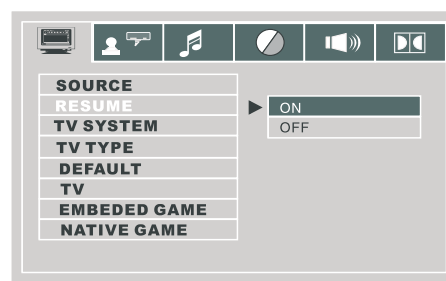 SOURCE
RESUME
TV SYSTEM
TV TYPE
DEFAULT
TV
EMBEDED GAME
NATIVE GAME
ON
OFF